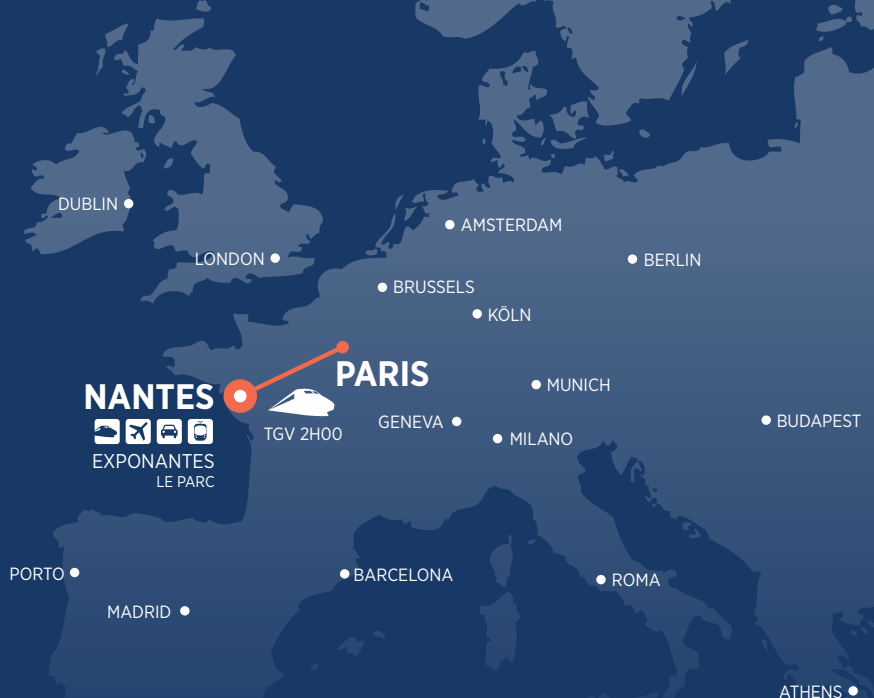 DUBLIN
AMSTERDAM
LONDON
BERLIN
BRUSSELS
KÖLN
PARIS
NANTES
MUNICH
GENEVA
BUDAPEST
TGV 2H00
MILANO
EXPONANTES
LE PARC
PORTO
BARCELONA
ROMA
MADRID
ATHENS